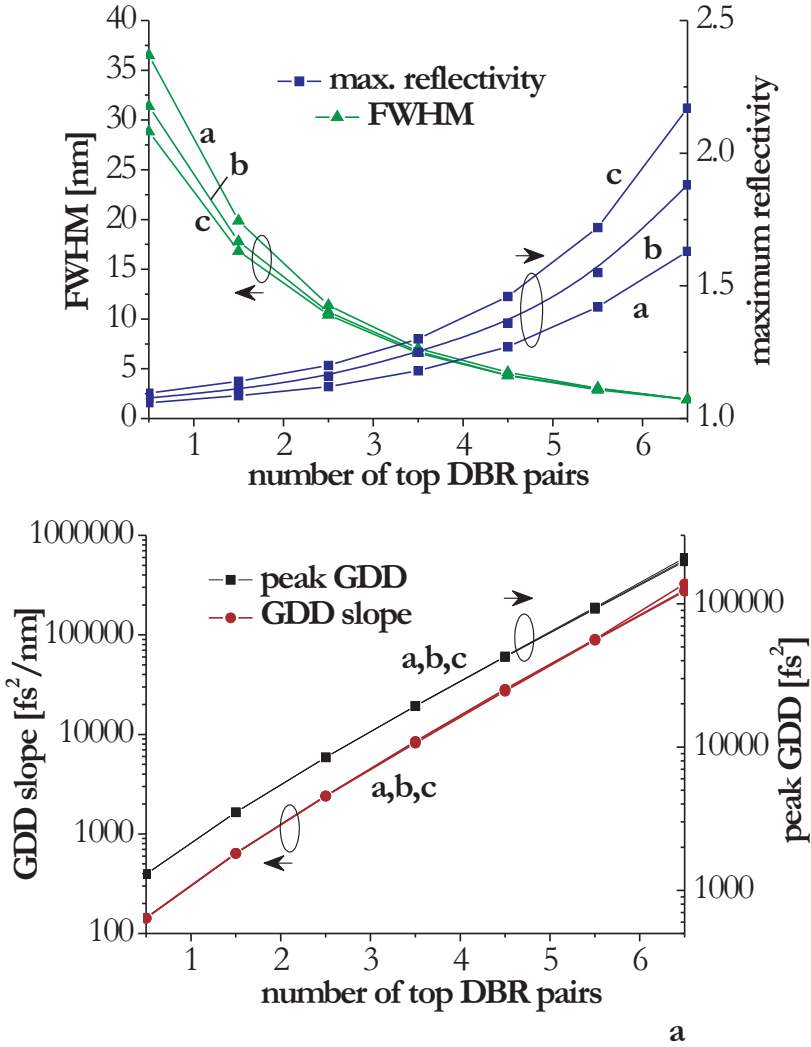 40
35
30
25
20
15
10
5
0
FWHM [nm]
max. reflectivity
FWHM
a
b
c
c
b
a
2.5
2.0
1.5
1.0
maximum reflectivity
1 2 3 4 5 6
number of top DBR pairs
1000000
100000
10000
1000
100
GDD slope [fs²/nm]
peak GDD
GDD slope
a,b,c
a,b,c
100000
10000
1000
peak GDD [fs²]
1 2 3 4 5 6
number of top DBR pairs
a